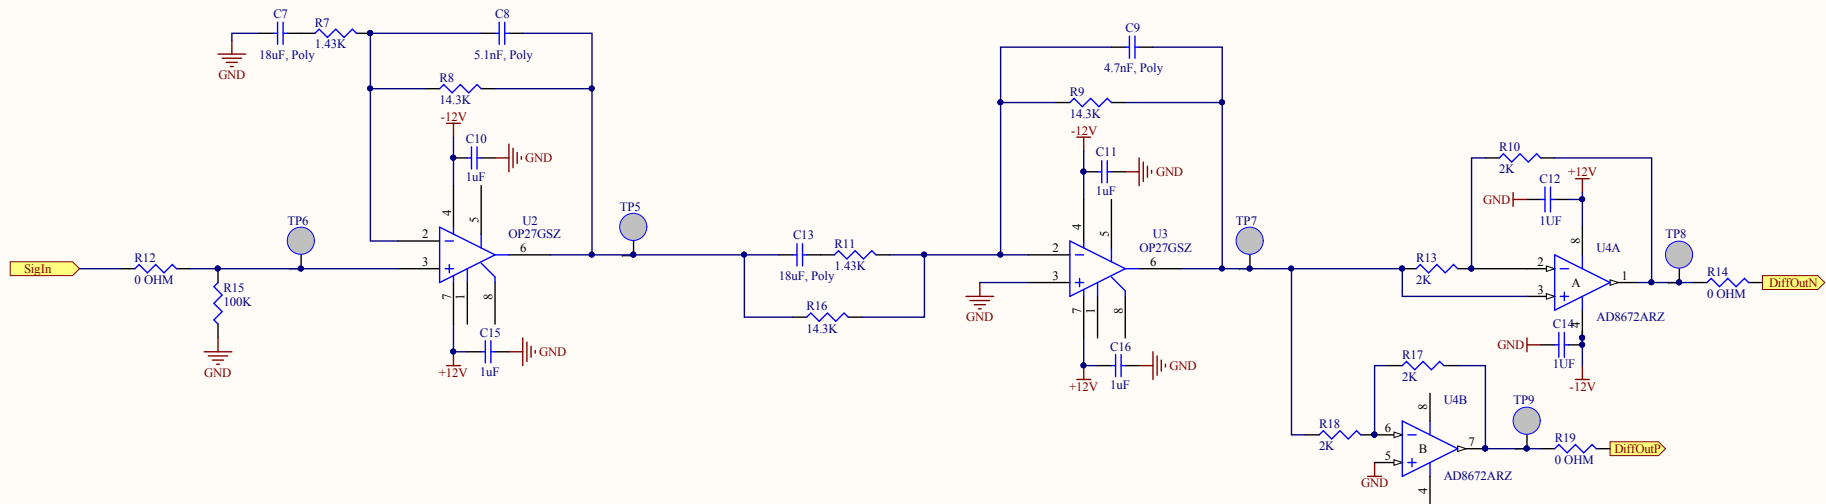 C7
18uF, Poly
R7
1.43K
GND
C8
5.1nF, Poly
R8
14.3K
-12V
C10
1uF
GND
4
5
U2
OP27GSZ
2
3
6
7
1
8
C15
1uF
GND
+12V
SigIn
R12
0 OHM
R15
100K
GND
TP6
TP5
C13
18uF, Poly
R11
1.43K
R16
14.3K
C9
4.7nF, Poly
R9
14.3K
-12V
C11
1uF
GND
4
5
U3
OP27GSZ
2
3
6
GND
7
1
8
C16
1uF
GND
+12V
TP7
R10
2K
C12
1UF
GND
+12V
R13
2K
8
U4A
2
3
A
1
AD8672ARZ
4
C14
1UF
GND
-12V
TP8
R14
0 OHM
DiffOutN
R17
2K
R18
2K
8
U4B
6
5
B
7
GND
AD8672ARZ
4
TP9
R19
0 OHM
DiffOutP